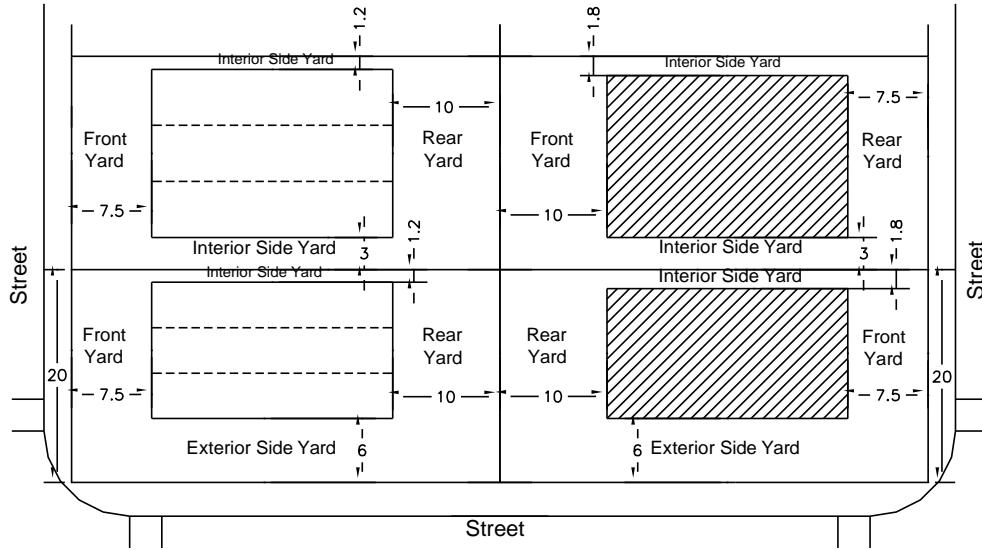 1.2
1.8
Interior Side Yard
Interior Side Yard
10
7.5
Front
Yard
Rear
Yard
Front
Yard
Rear
Yard
7.5
10
Interior Side Yard
3
1.2
Interior Side Yard
3
1.8
Street
Street
Interior Side Yard
Interior Side Yard
Front
Yard
Rear
Yard
Rear
Yard
Front
Yard
20
7.5
10
10
7.5
20
Exterior Side Yard
6
6
Exterior Side Yard
Street